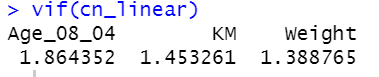 > vif(cn_linear)
Age_08_04 KM Weight
1.864352 1.453261 1.388765